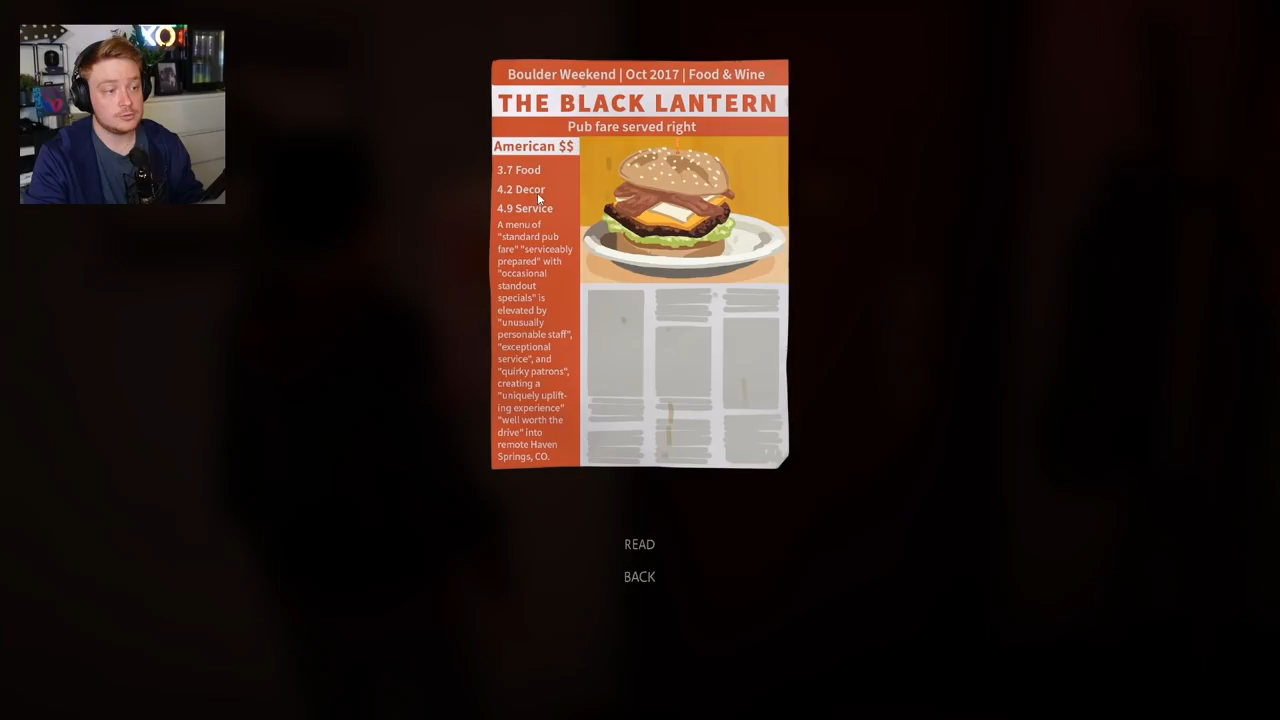 XO
Boulder Weekend | Oct 2017 | Food & Wine
THE BLACK LANTERN
Pub fare served right
American $$
3.7 Food
4.2 Decor
4.9 Service
A menu of
"standard pub
fare" "serviceably
prepared" with
"occasional
standout
specials" is
elevated by
"unusually
personable staff",
"exceptional
service", and
"quirky patrons",
creating a
"uniquely uplift-
ing experience"
"well worth the
drive" into
remote Haven
Springs, CO.
READ
BACK